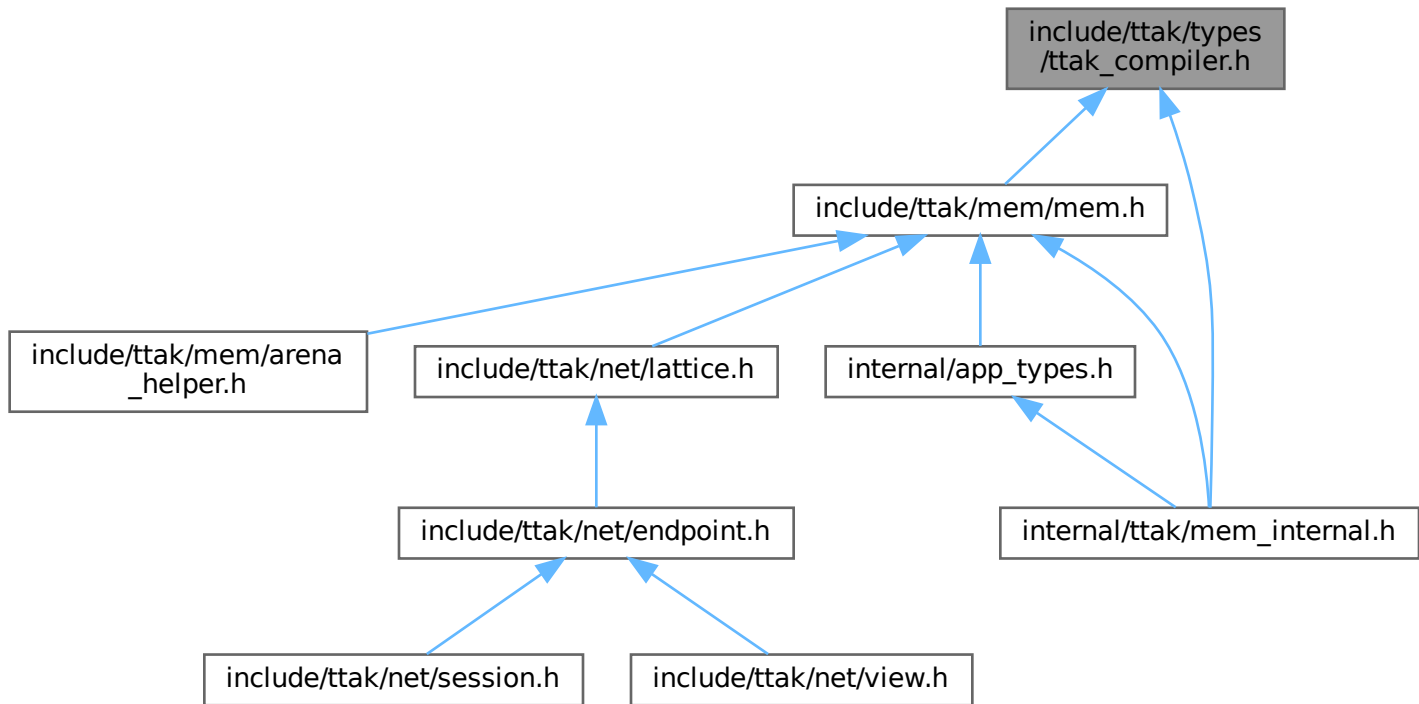 include/ttak/types
/ttak_compiler.h
include/ttak/mem/mem.h
include/ttak/mem/arena
_helper.h
include/ttak/net/lattice.h
internal/app_types.h
include/ttak/net/endpoint.h
internal/ttak/mem_internal.h
include/ttak/net/session.h
include/ttak/net/view.h